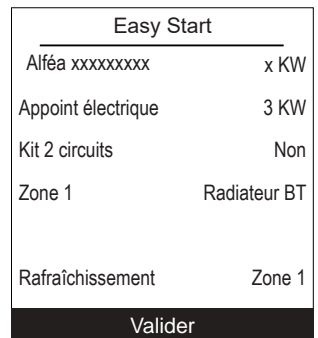 Easy Start
Alféa xxxxxxxxx x KW
Appoint électrique 3 KW
Kit 2 circuits Non
Zone 1 Radiateur BT
Rafraîchissement Zone 1
Valider